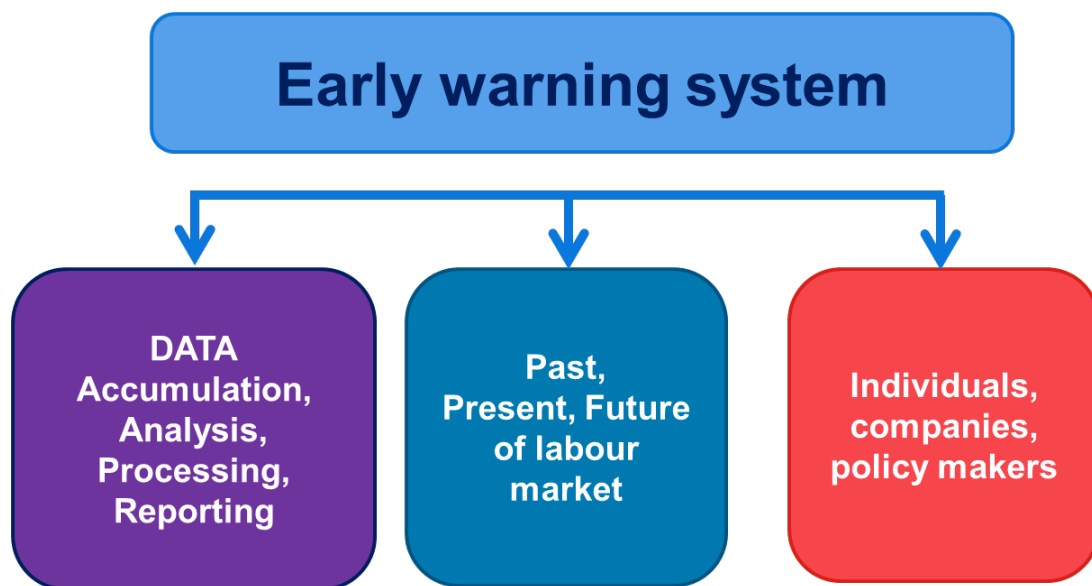 Early warning system
DATA
Accumulation,
Analysis,
Processing,
Reporting
Past,
Present, Future
of labour
market
Individuals,
companies,
policy makers